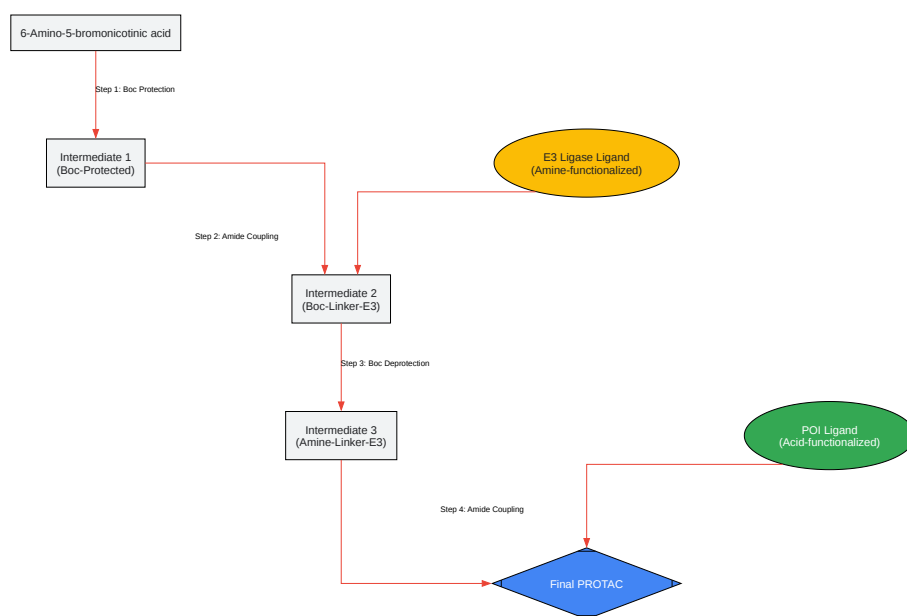 6-Amino-5-bromonicotinic acid
Step 1: Boc Protection
Intermediate 1
(Boc-Protected)
E3 Ligase Ligand
(Amine-functionalized)
Step 2: Amide Coupling
Intermediate 2
(Boc-Linker-E3)
Step 3: Boc Deprotection
Intermediate 3
(Amine-Linker-E3)
POI Ligand
(Acid-functionalized)
Step 4: Amide Coupling
Final PROTAC